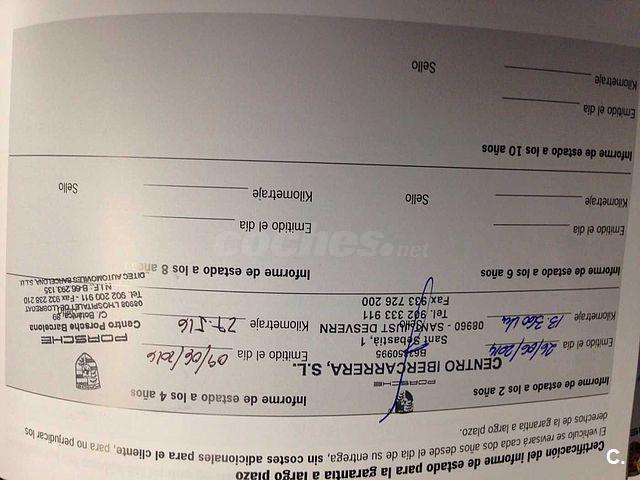 Certificación del informe de estado para la garantía a largo plazo
El vehículo se revisará cada dos años desde el día de su entrega, sin costes adicionales para el cliente, para no perjudicar los
derechos de garantía a largo plazo.
Informe de estado a los 2 años
PORSCHE
CENTRO IBERCARRERA, S.L.
B63250995
Sant Sebastià, 1
08960 - SANT JUST DESVERN
Tel. 902 333 911
Fax 933 726 200
Emitido el día 26/06/2014
Kilometraje 13.360 Km
Sello
Informe de estado a los 4 años
Emitido el día 09/06/2016
Kilometraje 27.516
PORSCHE
Centro Porsche Barcelona
C/ Botànica, 89
08908 L'HOSPITALET DE LLOBREGAT
Tel. 902 200 911 - Fax 932 238 210
N.I.F. B-66.293.135
DITEC AUTOMÓVILES BARCELONA, S.L.U.
Informe de estado a los 6 años
Emitido el día
Kilometraje
Sello
Informe de estado a los 8 años
Emitido el día
Kilometraje
Sello
Informe de estado a los 10 años
Emitido el día
Kilometraje
Sello
coches.net
C.